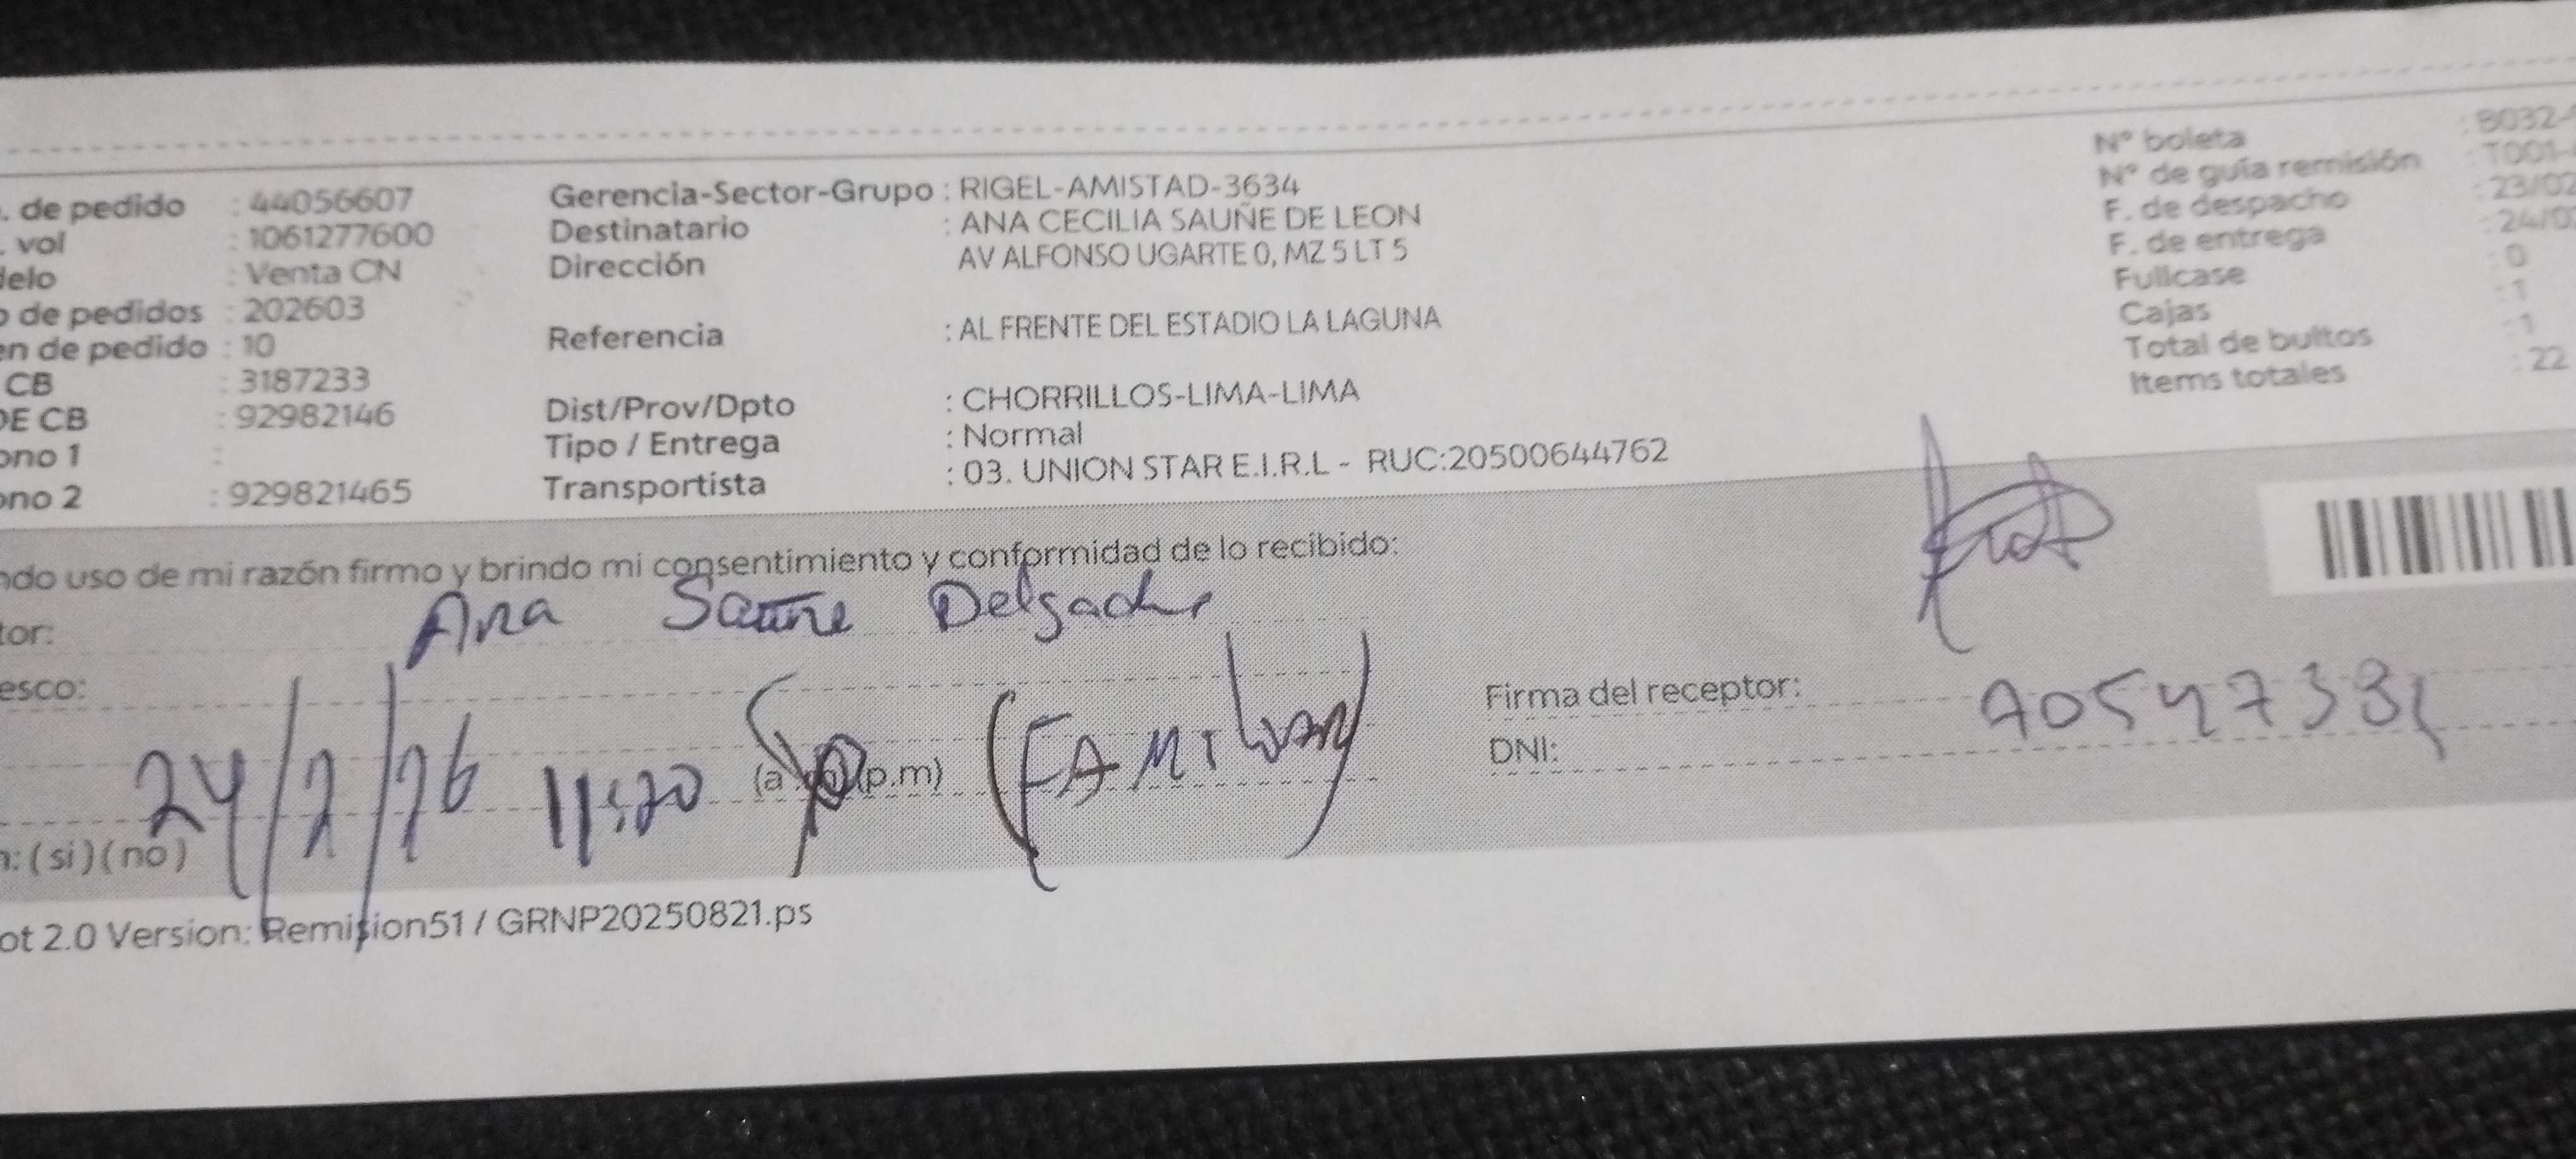 . de pedido : 44056607
. vol : 1061277600
delo : Venta CN
o de pedidos : 202603
en de pedido : 10
CB : 3187233
DE CB : 92982146
ono 1 :
ono 2 : 929821465
Gerencia-Sector-Grupo : RIGEL-AMISTAD-3634
Destinatario : ANA CECILIA SAUÑE DE LEON
Dirección AV ALFONSO UGARTE 0, MZ 5 LT 5
Referencia : AL FRENTE DEL ESTADIO LA LAGUNA
Dist/Prov/Dpto : CHORRILLOS-LIMA-LIMA
Tipo / Entrega : Normal
Transportista : 03. UNION STAR E.I.R.L - RUC:20500644762
N° boleta : B032-
N° de guía remisión : T001-
F. de despacho : 23/02
F. de entrega : 24/0
Fullcase : 0
Cajas : 1
Total de bultos : 1
Items totales : 22
ndo uso de mi razón firmo y brindo mi consentimiento y conformidad de lo recibido:
tor: Ana Sauñe Delgado
esco:
24/2/26 11:20 (a.m)(p.m) (FAMILIAR)
n: (si)(no)
Firma del receptor:
DNI:
ot 2.0 Version: Remision51 / GRNP20250821.ps